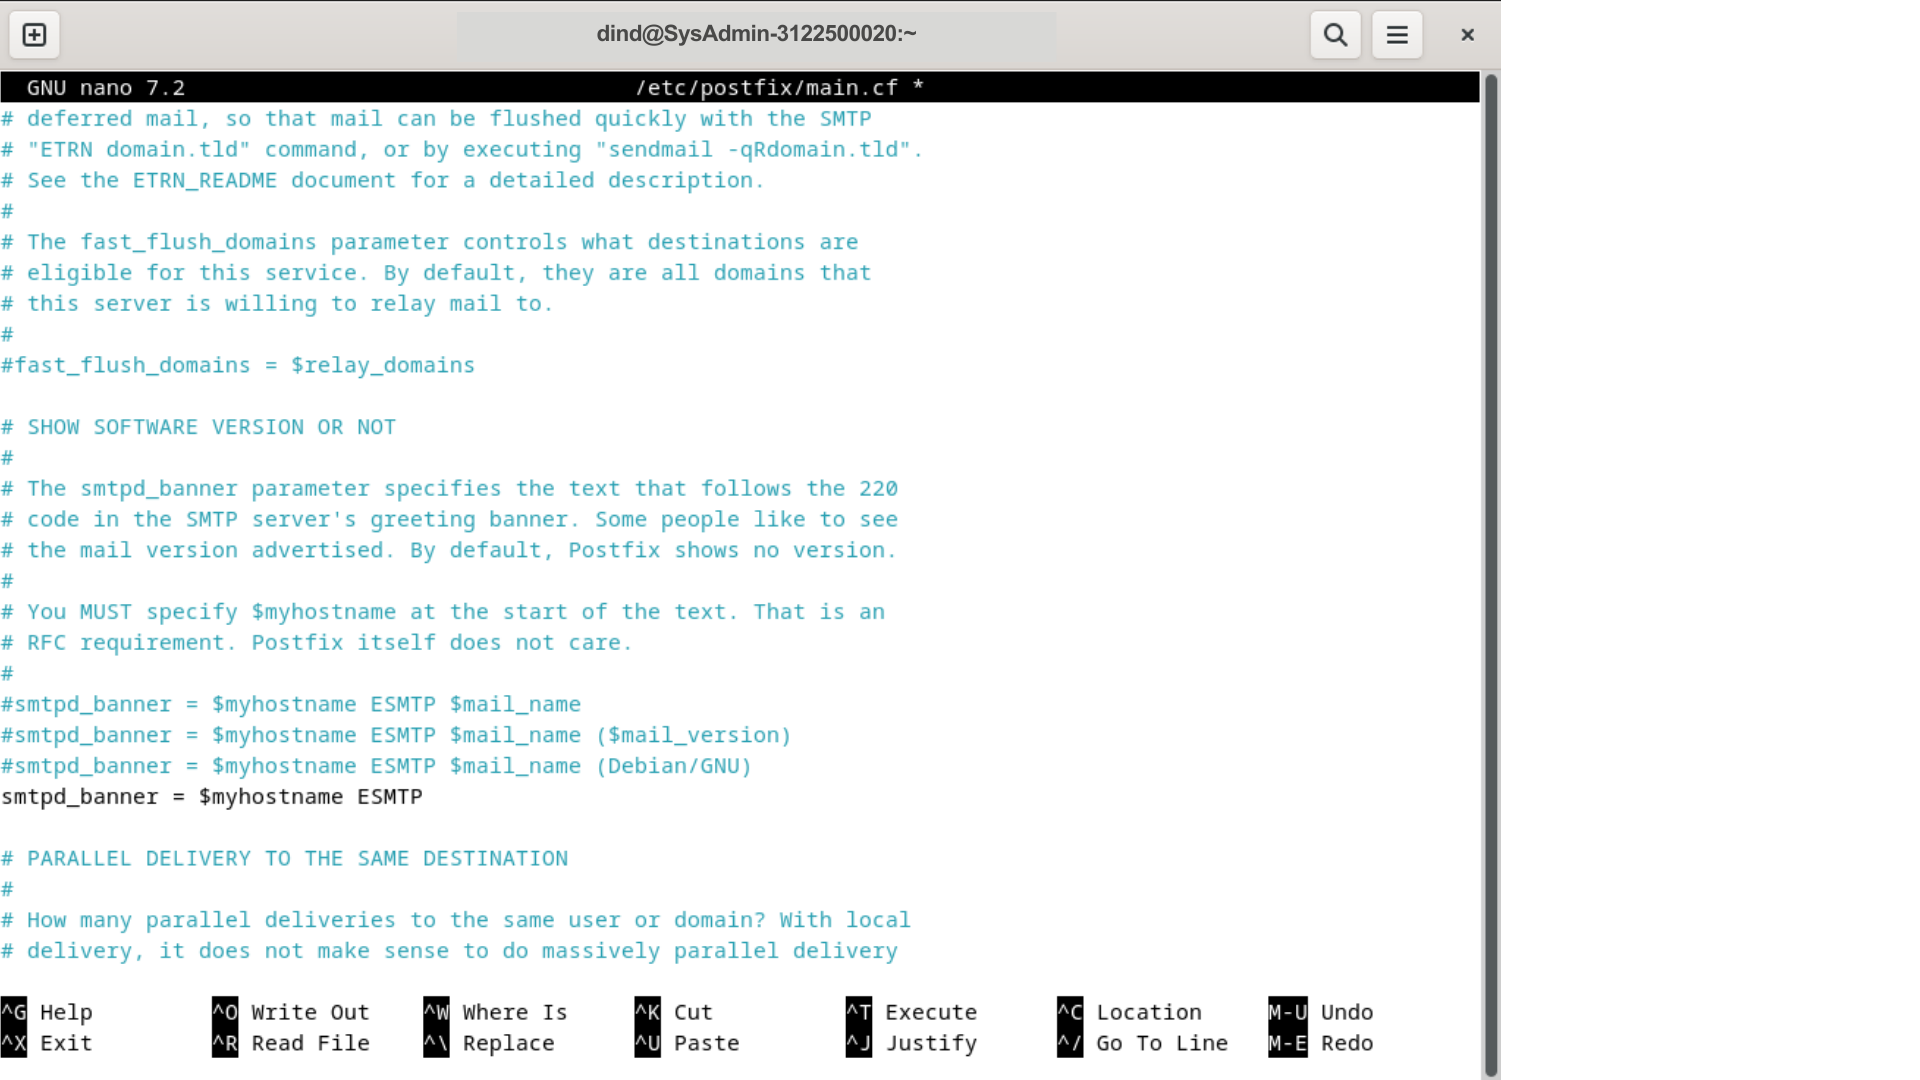 dind@SysAdmin-3122500020:~
GNU nano 7.2 /etc/postfix/main.cf *
# deferred mail, so that mail can be flushed quickly with the SMTP
# "ETRN domain.tld" command, or by executing "sendmail -qRdomain.tld".
# See the ETRN_README document for a detailed description.
#
# The fast_flush_domains parameter controls what destinations are
# eligible for this service. By default, they are all domains that
# this server is willing to relay mail to.
#
#fast_flush_domains = $relay_domains
# SHOW SOFTWARE VERSION OR NOT
#
# The smtpd_banner parameter specifies the text that follows the 220
# code in the SMTP server's greeting banner. Some people like to see
# the mail version advertised. By default, Postfix shows no version.
#
# You MUST specify $myhostname at the start of the text. That is an
# RFC requirement. Postfix itself does not care.
#
#smtpd_banner = $myhostname ESMTP $mail_name
#smtpd_banner = $myhostname ESMTP $mail_name ($mail_version)
#smtpd_banner = $myhostname ESMTP $mail_name (Debian/GNU)
smtpd_banner = $myhostname ESMTP
# PARALLEL DELIVERY TO THE SAME DESTINATION
#
# How many parallel deliveries to the same user or domain? With local
# delivery, it does not make sense to do massively parallel delivery
^G Help ^O Write Out ^W Where Is ^K Cut ^T Execute ^C Location M-U Undo
^X Exit ^R Read File ^\ Replace ^U Paste ^J Justify ^/ Go To Line M-E Redo